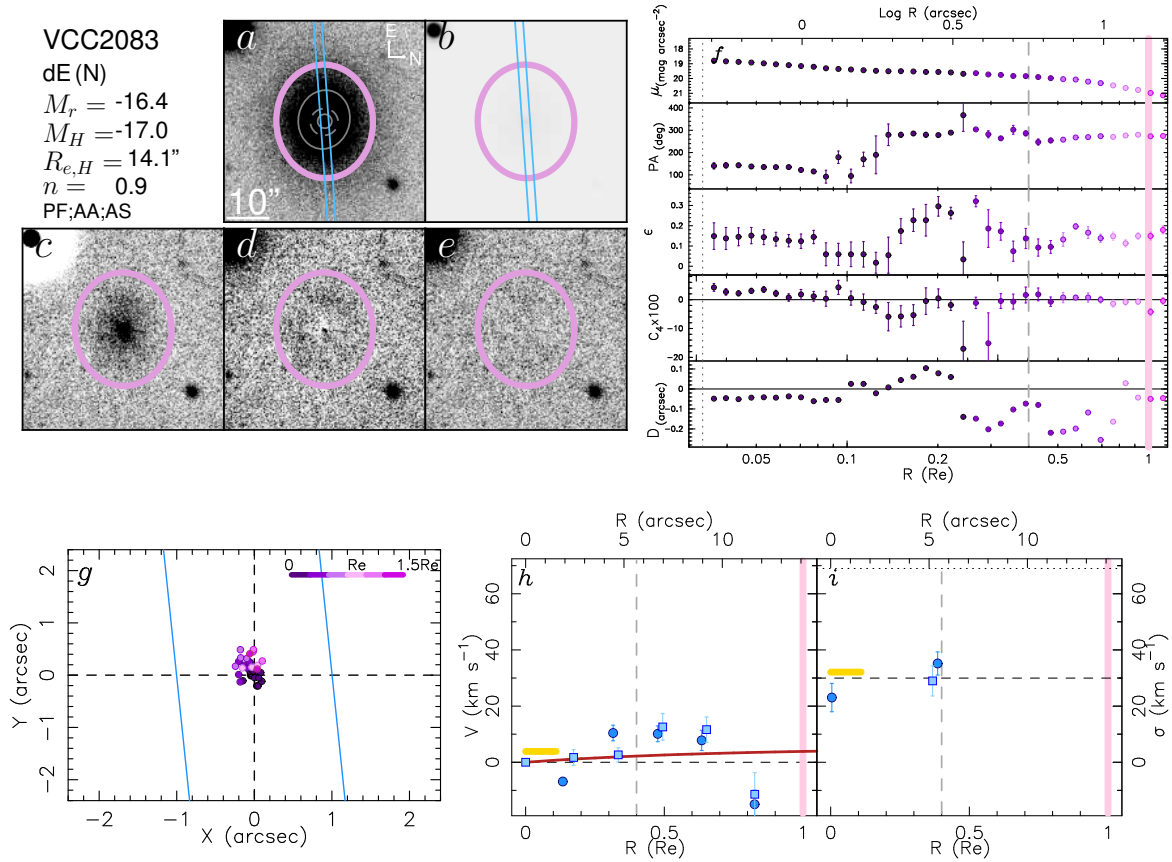 VCC2083
dE (N)
M_r = -16.4
M_H = -17.0
R_e,H = 14.1”
n = 0.9
PF;AA;AS
a
E
N
10”
b
c
d
e
Log R (arcsec)
0 0.5 1
f
μ(mag arcsec−2)
18
19
20
21
PA (deg)
400
300
200
100
ε
0.3
0.2
0.1
0
C4x100
0
−10
−20
D (arcsec)
0.1
0
−0.1
−0.2
0.05 0.1 0.2 0.5 1
R (Re)
g
0 Re 1.5Re
Y (arcsec)
2
1
0
−1
−2
−2 −1 0 1 2
X (arcsec)
R (arcsec)
0 5 10
h
V (km s−1)
60
40
20
0
0 0.5 1
R (Re)
R (arcsec)
0 5 10
i
σ (km s−1)
60
40
20
0
0 0.5 1
R (Re)